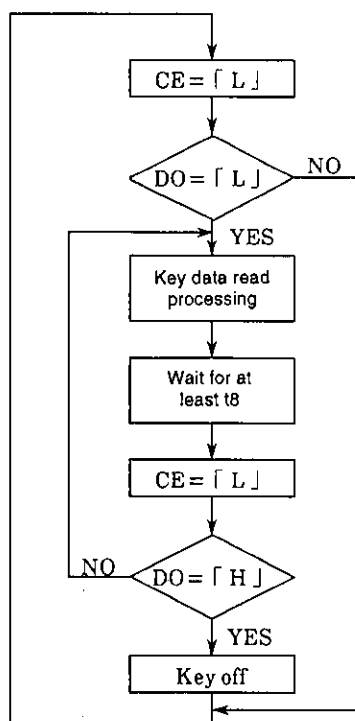 CE=「L」
DO=「L」
NO
YES
Key data read
processing
Wait for at
least t8
CE=「L」
NO
DO=「H」
YES
Key off